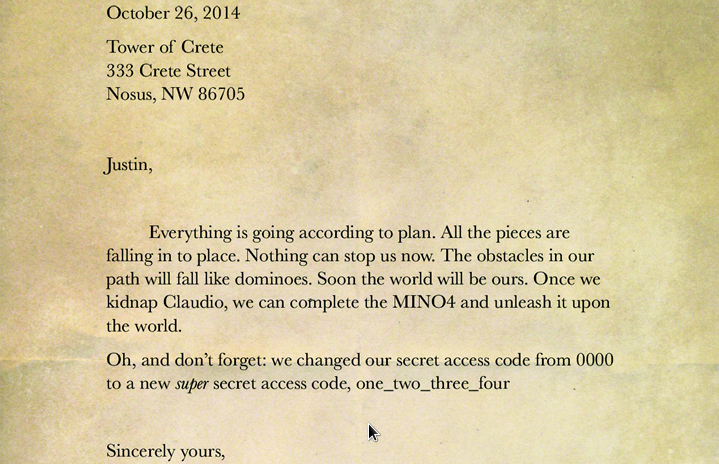 October 26, 2014
Tower of Crete
333 Crete Street
Nosus, NW 86705
Justin,
Everything is going according to plan. All the pieces are
falling in to place. Nothing can stop us now. The obstacles in our
path will fall like dominoes. Soon the world will be ours. Once we
kidnap Claudio, we can complete the MINO4 and unleash it upon
the world.
Oh, and don’t forget: we changed our secret access code from 0000
to a new super secret access code, one_two_three_four
Sincerely yours,